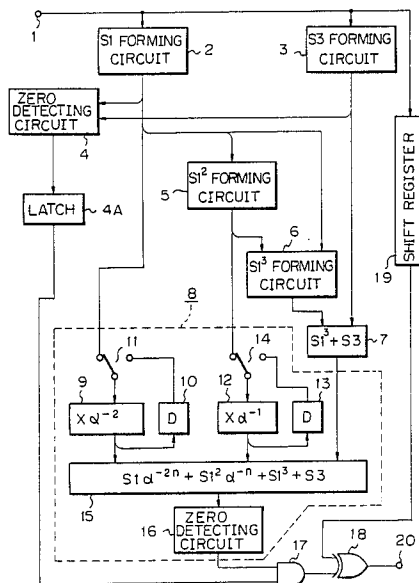 1
S1 FORMING
CIRCUIT
2
3
S3 FORMING
CIRCUIT
ZERO
DETECTING
CIRCUIT
4
LATCH
4A
5
S1² FORMING
CIRCUIT
6
S1³ FORMING
CIRCUIT
SHIFT REGISTER
19
8
S1³+S3
7
11
14
9
X α⁻²
10
D
12
X α⁻¹
13
D
S1 α⁻²ⁿ + S1² α⁻ⁿ + S1³ + S3
15
16
ZERO
DETECTING
CIRCUIT
17
18
20